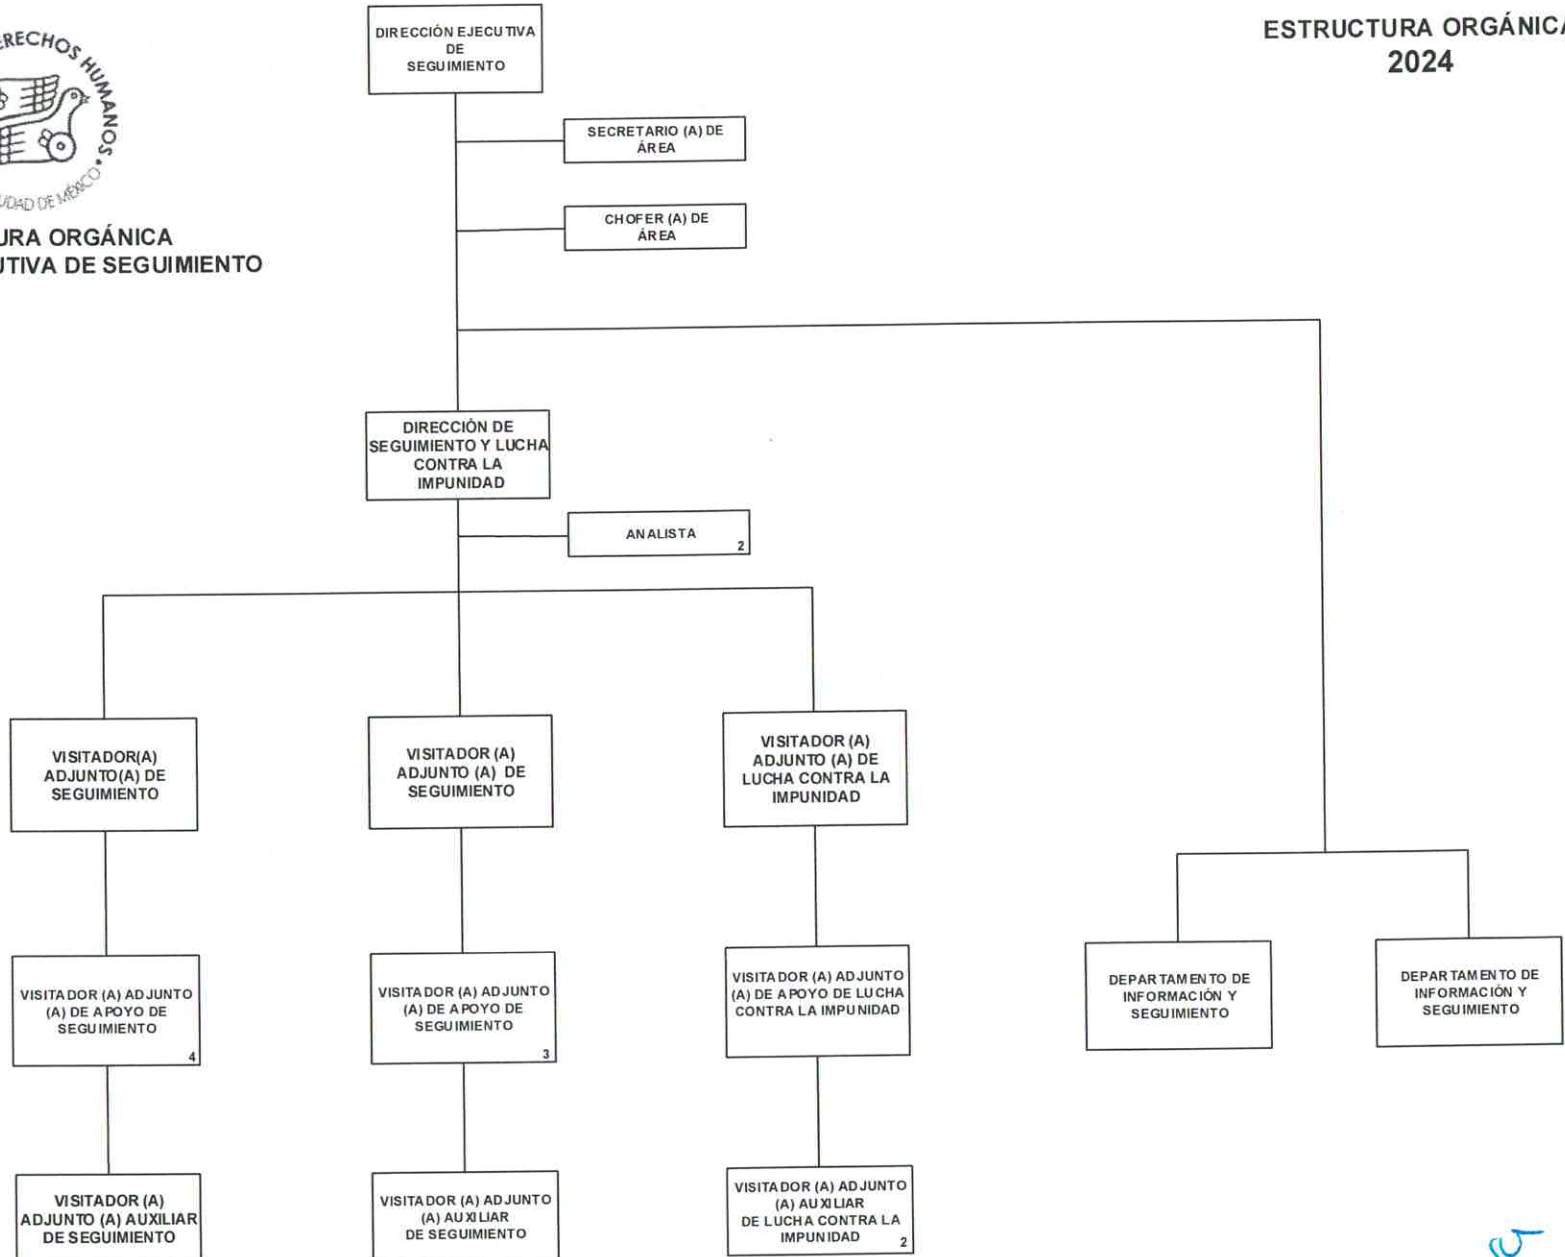 ESTRUCTURA ORGÁNICA
2024
DERECHOS HUMANOS
CIUDAD DE MÉXICO
URA ORGÁNICA
UTIVA DE SEGUIMIENTO
DIRECCIÓN EJECUTIVA
DE
SEGUIMIENTO
SECRETARIO (A) DE
ÁREA
CHOFER (A) DE
ÁREA
DIRECCIÓN DE
SEGUIMIENTO Y LUCHA
CONTRA LA
IMPUNIDAD
ANALISTA
2
VISITADOR(A)
ADJUNTO(A) DE
SEGUIMIENTO
VISITADOR (A)
ADJUNTO (A) DE
SEGUIMIENTO
VISITADOR (A)
ADJUNTO (A) DE
LUCHA CONTRA LA
IMPUNIDAD
VISITADOR (A) ADJUNTO
(A) DE APOYO DE
SEGUIMIENTO
4
VISITADOR (A) ADJUNTO
(A) DE APOYO DE
SEGUIMIENTO
3
VISITADOR (A) ADJUNTO
(A) DE APOYO DE LUCHA
CONTRA LA IMPUNIDAD
DEPARTAMENTO DE
INFORMACIÓN Y
SEGUIMIENTO
DEPARTAMENTO DE
INFORMACIÓN Y
SEGUIMIENTO
VISITADOR (A)
ADJUNTO (A) AUXILIAR
DE SEGUIMIENTO
VISITADOR (A) ADJUNTO
(A) AUXILIAR
DE SEGUIMIENTO
VISITADOR (A) ADJUNTO
(A) AUXILIAR
DE LUCHA CONTRA LA
IMPUNIDAD
2